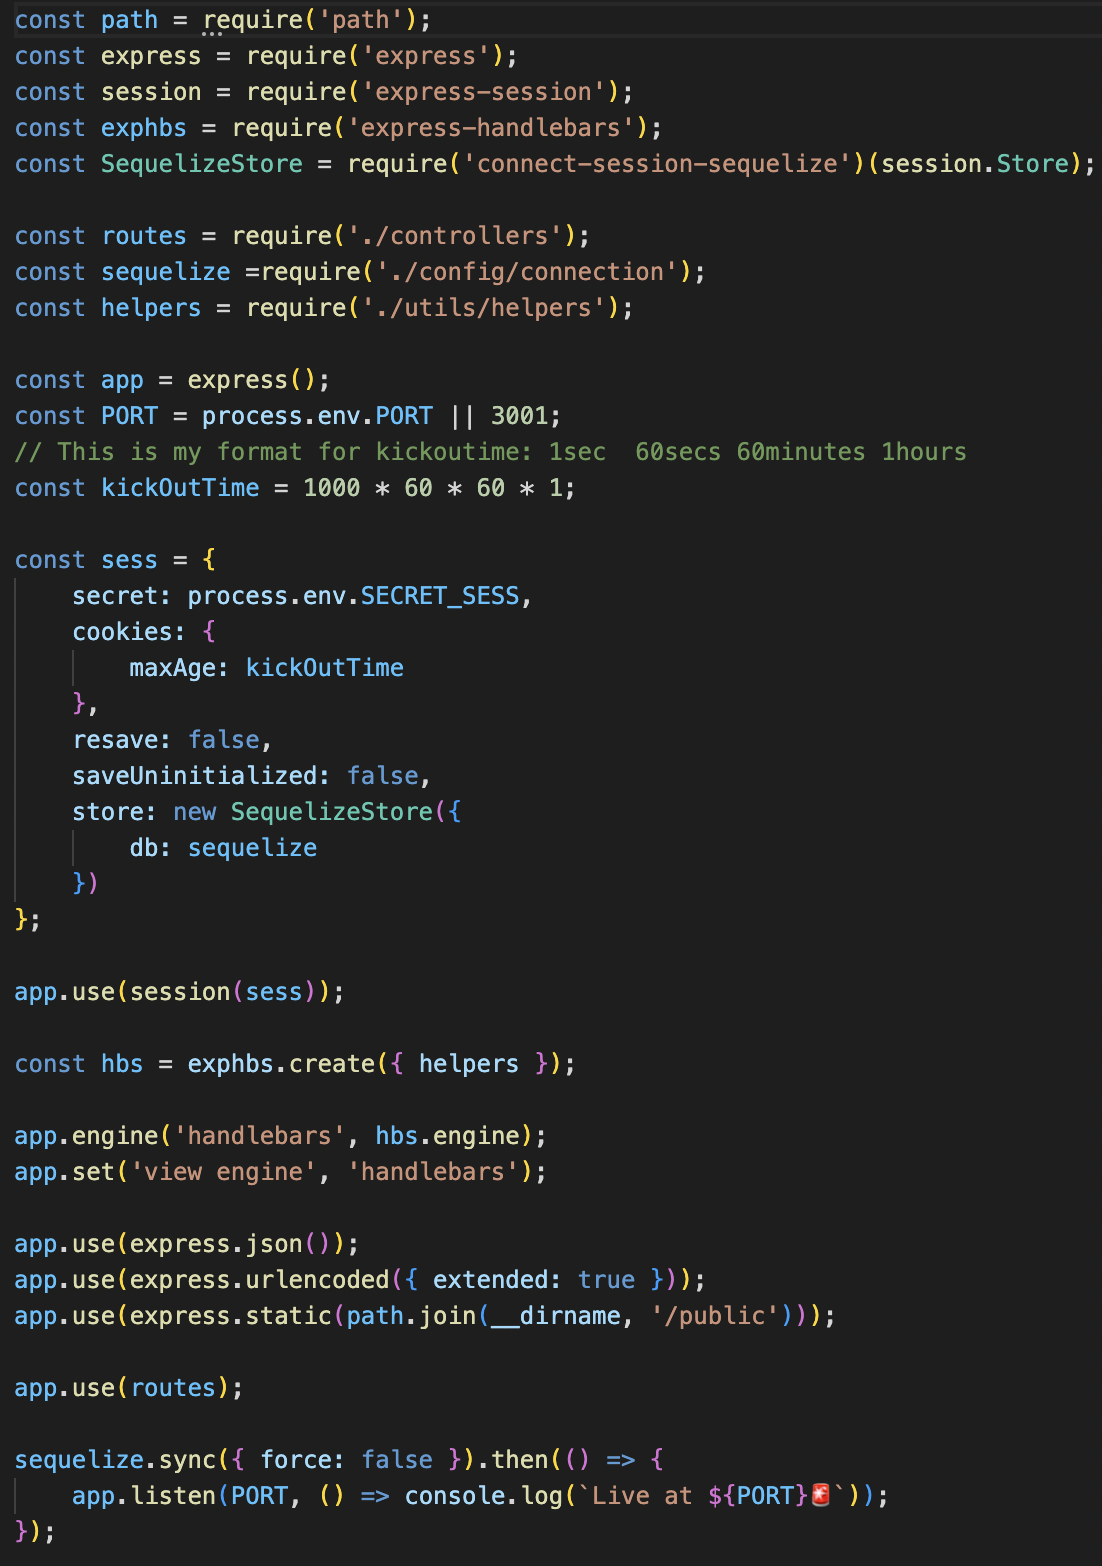 const path = require('path');
const express = require('express');
const session = require('express-session');
const exphbs = require('express-handlebars');
const SequelizeStore = require('connect-session-sequelize')(session.Store);

const routes = require('./controllers');
const sequelize =require('./config/connection');
const helpers = require('./utils/helpers');

const app = express();
const PORT = process.env.PORT || 3001;
// This is my format for kickoutime: 1sec  60secs 60minutes 1hours
const kickOutTime = 1000 * 60 * 60 * 1;

const sess = {
    secret: process.env.SECRET_SESS,
    cookies: {
        maxAge: kickOutTime
    },
    resave: false,
    saveUninitialized: false,
    store: new SequelizeStore({
        db: sequelize
    })
};

app.use(session(sess));

const hbs = exphbs.create({ helpers });

app.engine('handlebars', hbs.engine);
app.set('view engine', 'handlebars');

app.use(express.json());
app.use(express.urlencoded({ extended: true }));
app.use(express.static(path.join(__dirname, '/public')));

app.use(routes);

sequelize.sync({ force: false }).then(() => {
    app.listen(PORT, () => console.log(`Live at ${PORT}🚨`));
});